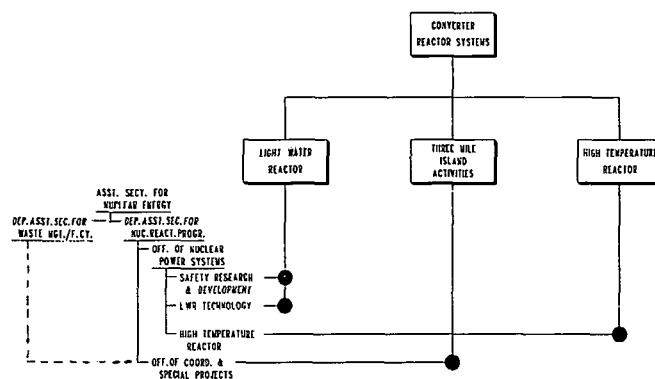 CONVERTER
REACTOR SYSTEMS
LIGHT WATER
REACTOR
THREE MILE
ISLAND
ACTIVITIES
HIGH TEMPERATURE
REACTOR
ASST. SECY. FOR
NUCLEAR ENERGY
DEP.ASST.SEC.FOR
WASTE MGT./F.CY.
DEP.ASST.SEC.FOR
NUC.REACT.PROGR.
OFF. OF NUCLEAR
POWER SYSTEMS
SAFETY RESEARCH
& DEVELOPMENT
LWR TECHNOLOGY
HIGH TEMPERATURE
REACTOR
OFF.OF COORD. &
SPECIAL PROJECTS